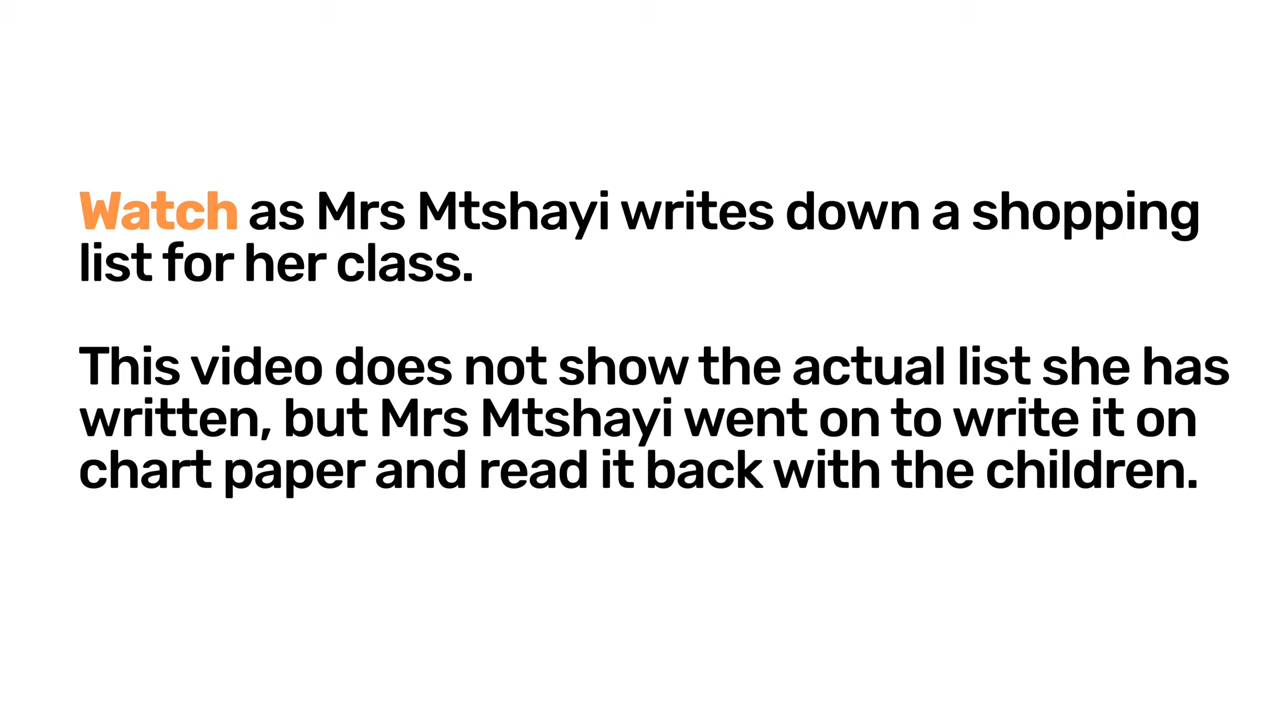 Watch as Mrs Mtshayi writes down a shopping
list for her class.
This video does not show the actual list she has
written, but Mrs Mtshayi went on to write it on
chart paper and read it back with the children.